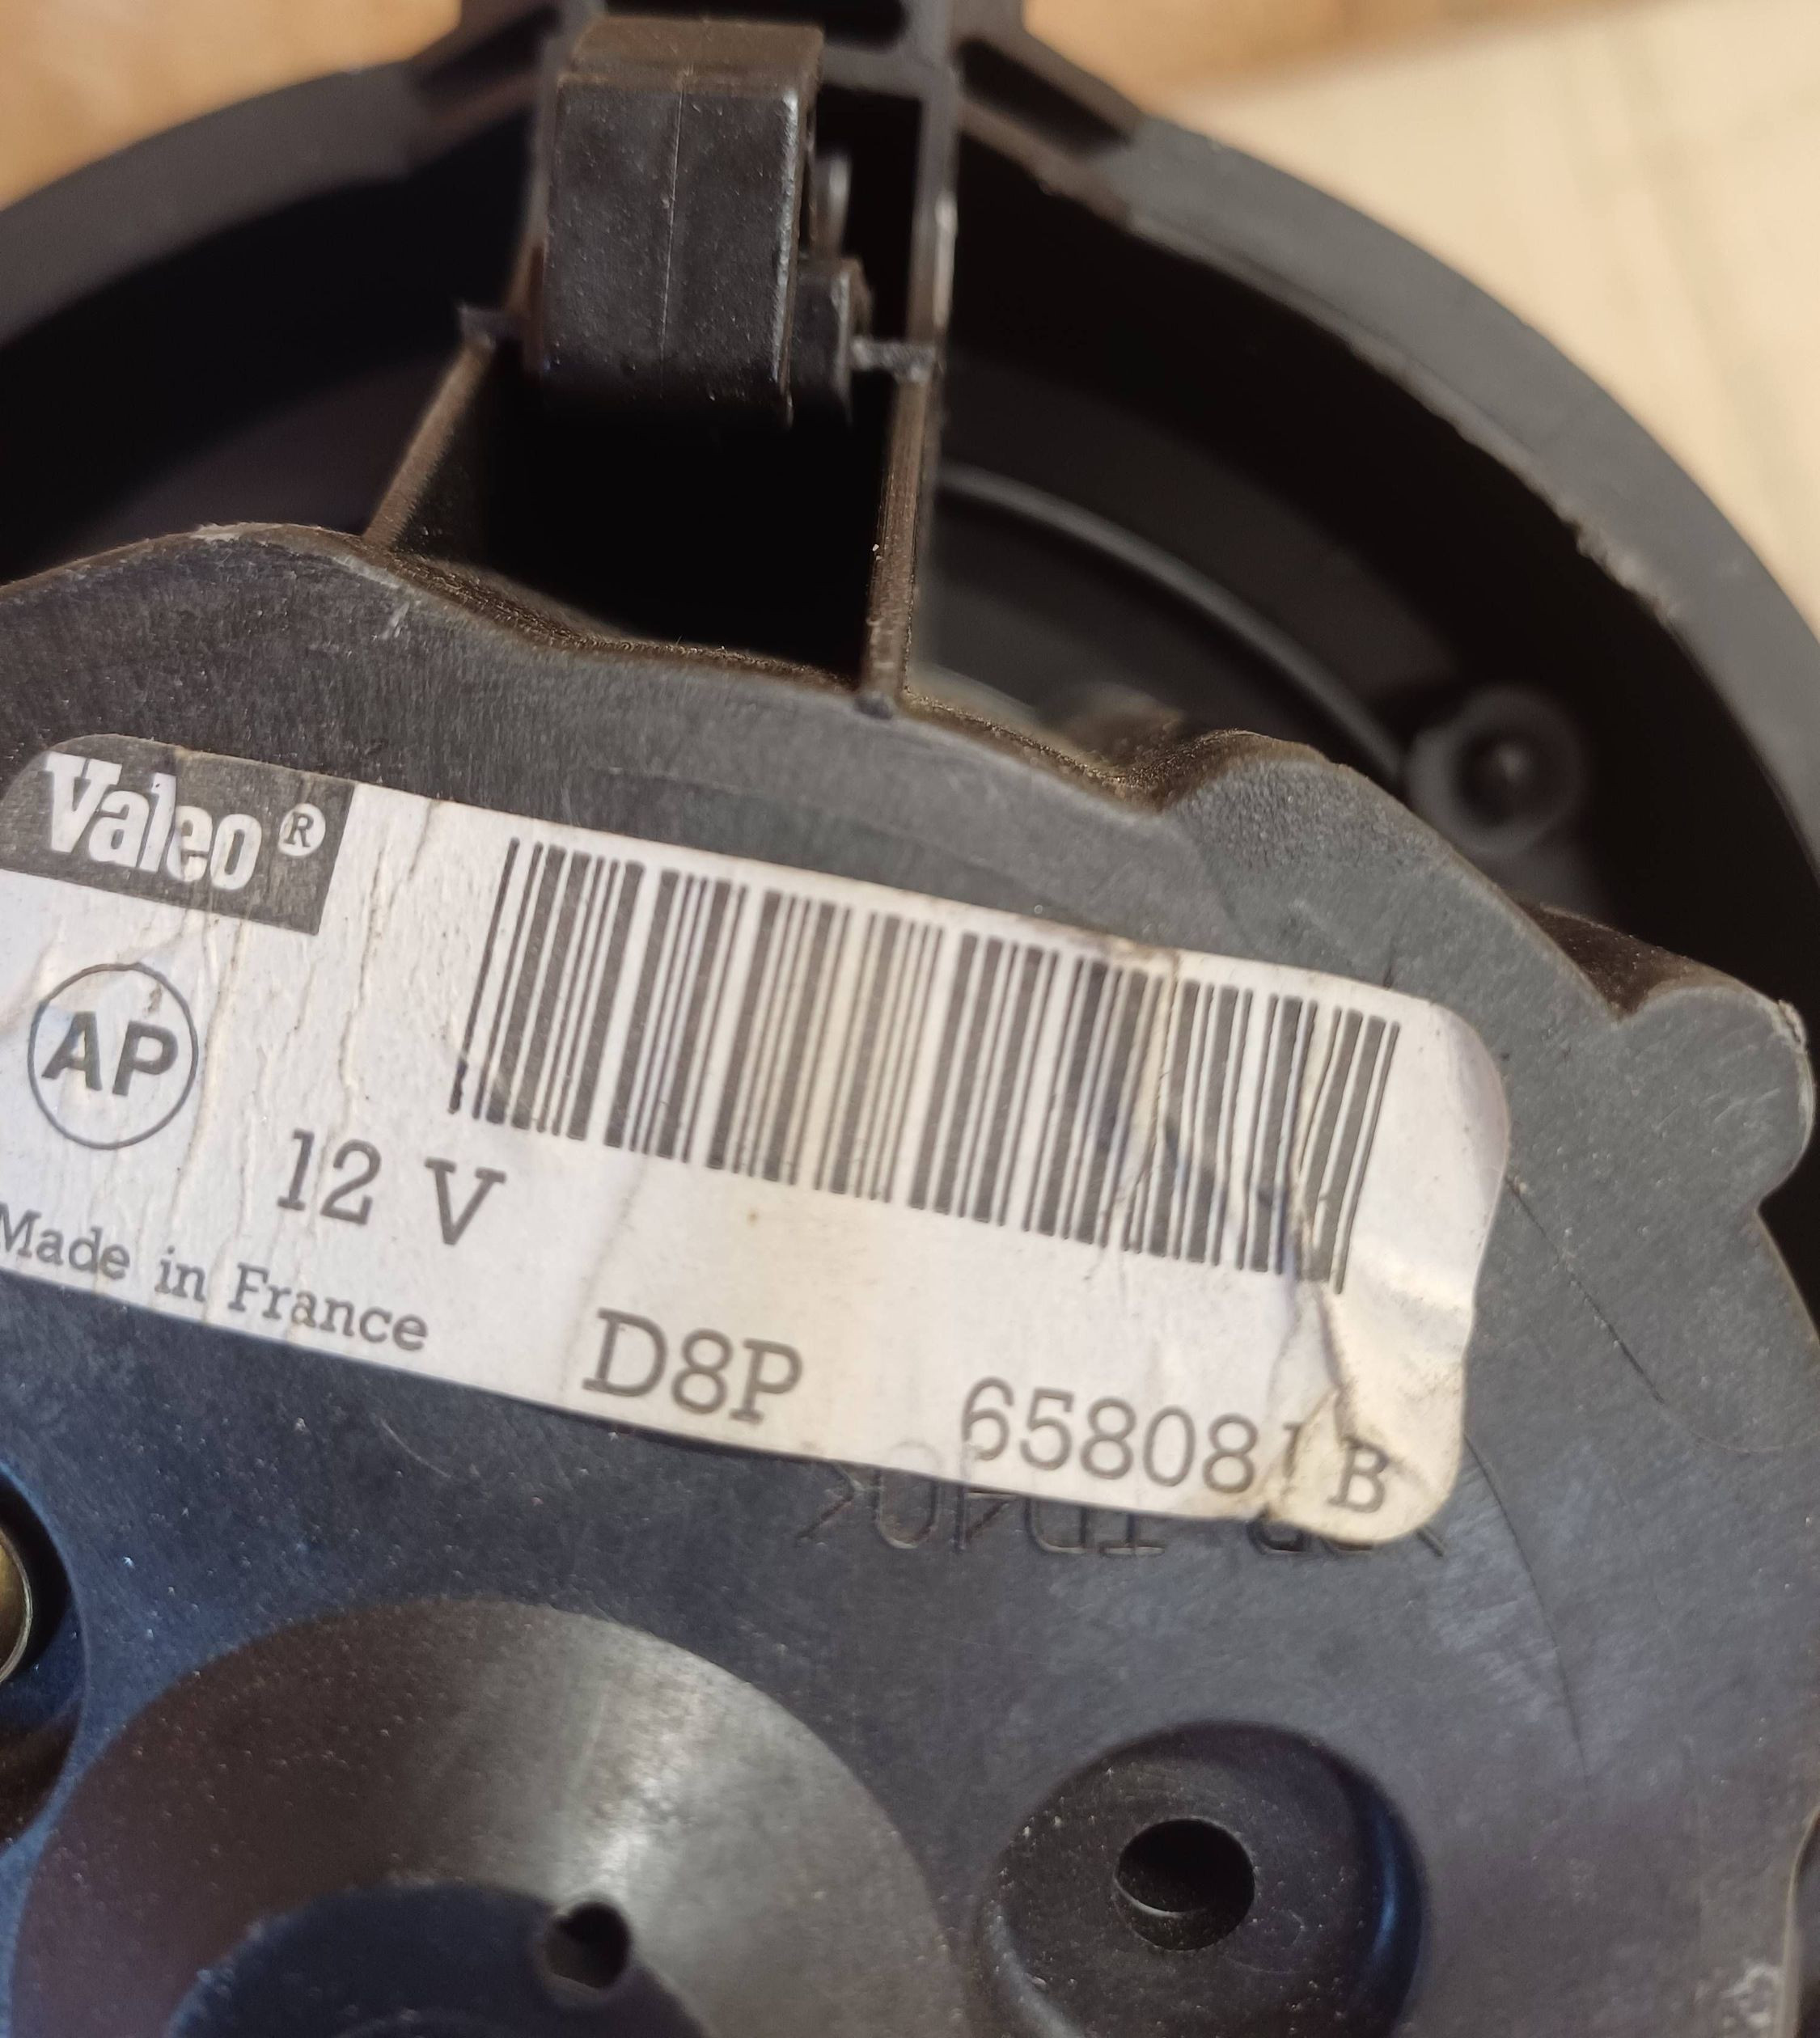 Valeo®
AP
12 V
Made in France
D8P 65808 B